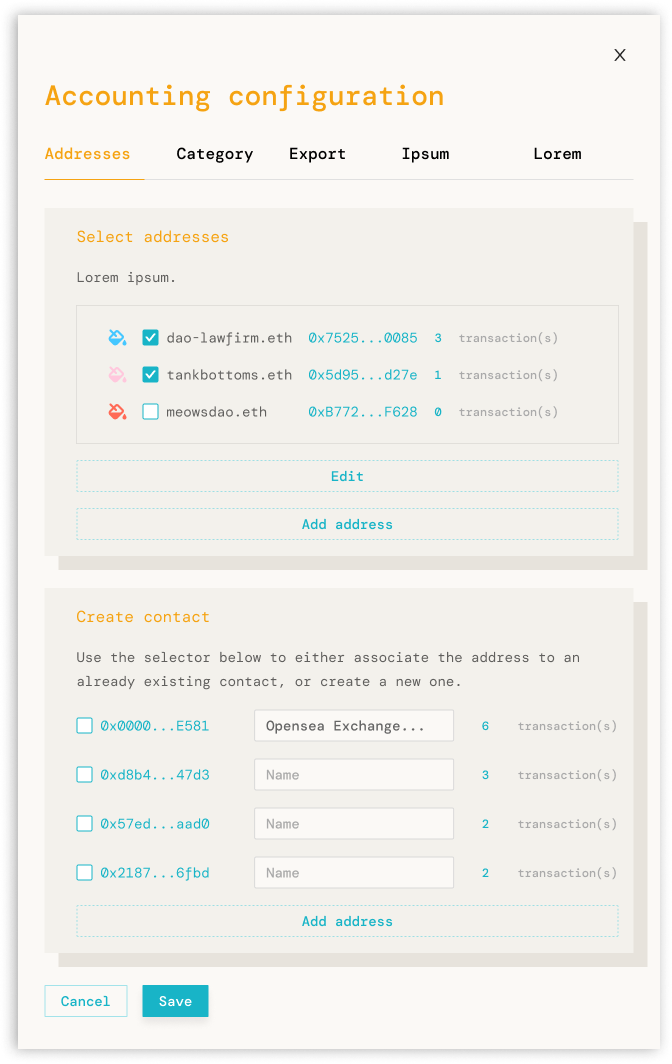 X
Accounting configuration
Addresses Category Export Ipsum Lorem
Select addresses
Lorem ipsum.
dao-lawfirm.eth 0x7525...0085 3 transaction(s)
tankbottoms.eth 0x5d95...d27e 1 transaction(s)
meowsdao.eth 0xB772...F628 0 transaction(s)
Edit
Add address
Create contact
Use the selector below to either associate the address to an
already existing contact, or create a new one.
0x0000...E581 Opensea Exchange... 6 transaction(s)
0xd8b4...47d3 Name 3 transaction(s)
0x57ed...aad0 Name 2 transaction(s)
0x2187...6fbd Name 2 transaction(s)
Add address
Cancel Save